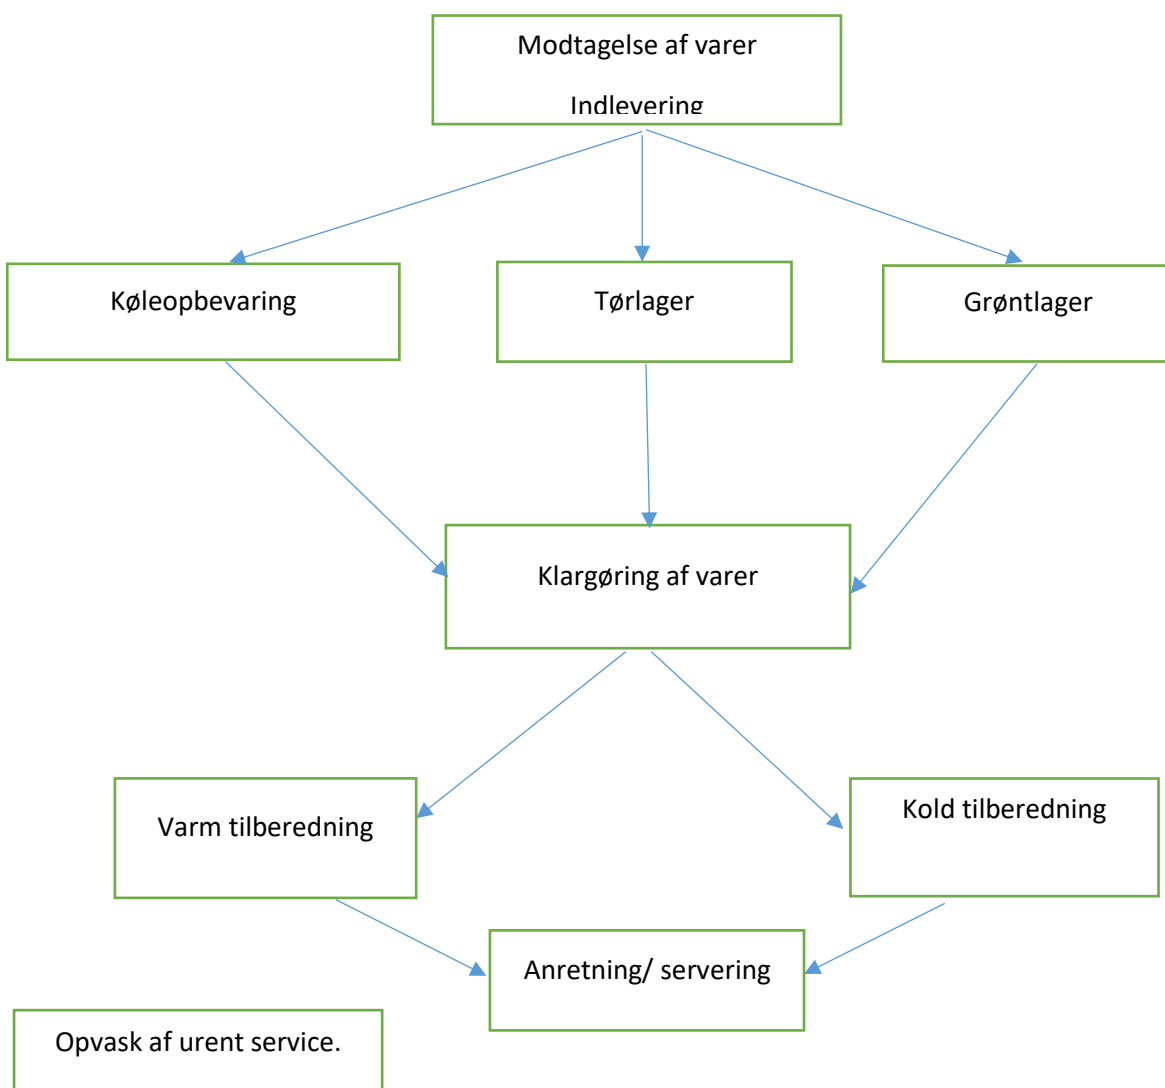 Modtagelse af varer
Indlevering
Køleopbevaring
Tørlager
Grøntlager
Klargøring af varer
Varm tilberedning
Kold tilberedning
Anretning/ servering
Opvask af urent service.